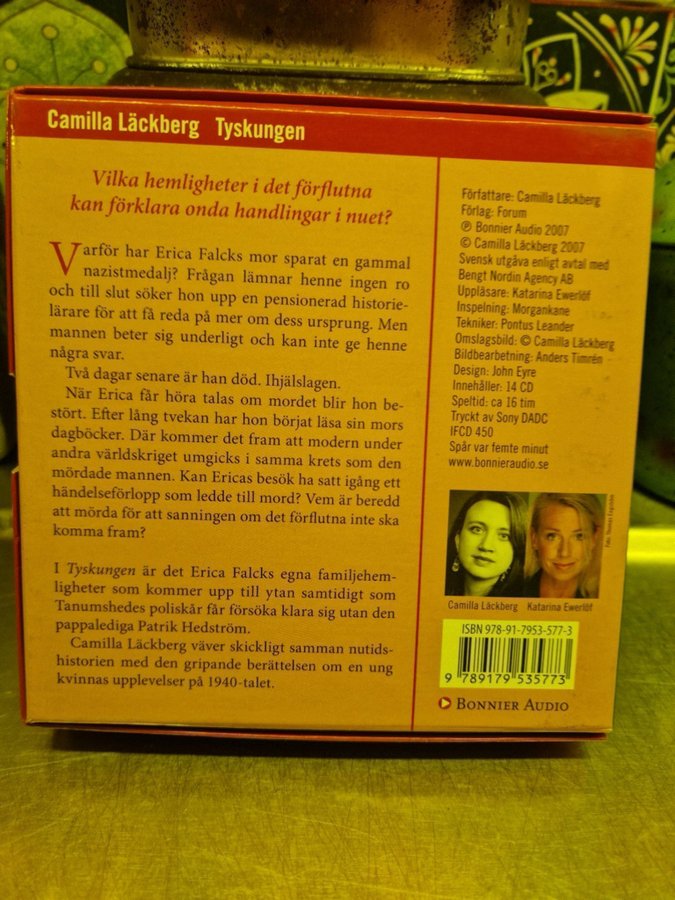 Camilla Läckberg Tyskungen
Vilka hemligheter i det förflutna
kan förklara onda handlingar i nuet?
Varför har Erica Falcks mor sparat en gammal
nazistmedalj? Frågan lämnar henne ingen ro
och till slut söker hon upp en pensionerad historie-
lärare för att få reda på mer om dess ursprung. Men
mannen beter sig underligt och kan inte ge henne
några svar.
Två dagar senare är han död. Ihjälslagen.
När Erica får höra talas om mordet blir hon be-
stört. Efter lång tvekan har hon börjat läsa sin mors
dagböcker. Där kommer det fram att modern under
andra världskriget umgicks i samma krets som den
mördade mannen. Kan Ericas besök ha satt igång ett
händelseförlopp som ledde till mord? Vem är beredd
att mörda för att sanningen om det förflutna inte ska
komma fram?
I Tyskungen är det Erica Falcks egna familjehem-
ligheter som kommer upp till ytan samtidigt som
Tanumshedes poliskår får försöka klara sig utan den
pappalediga Patrik Hedström.
Camilla Läckberg väver skickligt samman nutids-
historien med den gripande berättelsen om en ung
kvinnas upplevelser på 1940-talet.
Författare: Camilla Läckberg
Förlag: Forum
℗ Bonnier Audio 2007
© Camilla Läckberg 2007
Svensk utgåva enligt avtal med
Bengt Nordin Agency AB
Uppläsare: Katarina Ewerlöf
Inspelning: Morgankane
Tekniker: Pontus Leander
Omslagsbild: © Camilla Läckberg
Bildbearbetning: Anders Timrén
Design: John Eyre
Innehåller: 14 CD
Speltid: ca 16 tim
Tryckt av Sony DADC
IFCD 450
Spår var femte minut
www.bonnieraudio.se
Camilla Läckberg Katarina Ewerlöf
ISBN 978-91-7953-577-3
9 789179 535773
BONNIER AUDIO